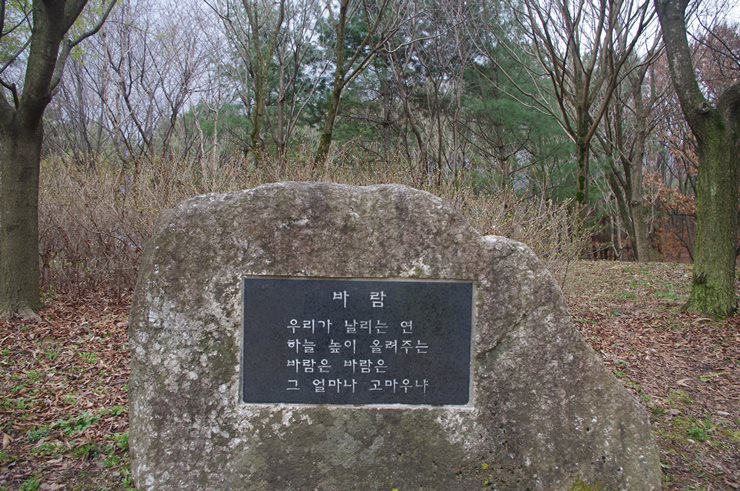 바람
우리가 날리는 연
하늘 높이 올려주는
바람은 바람은
그 얼마나 고마우냐